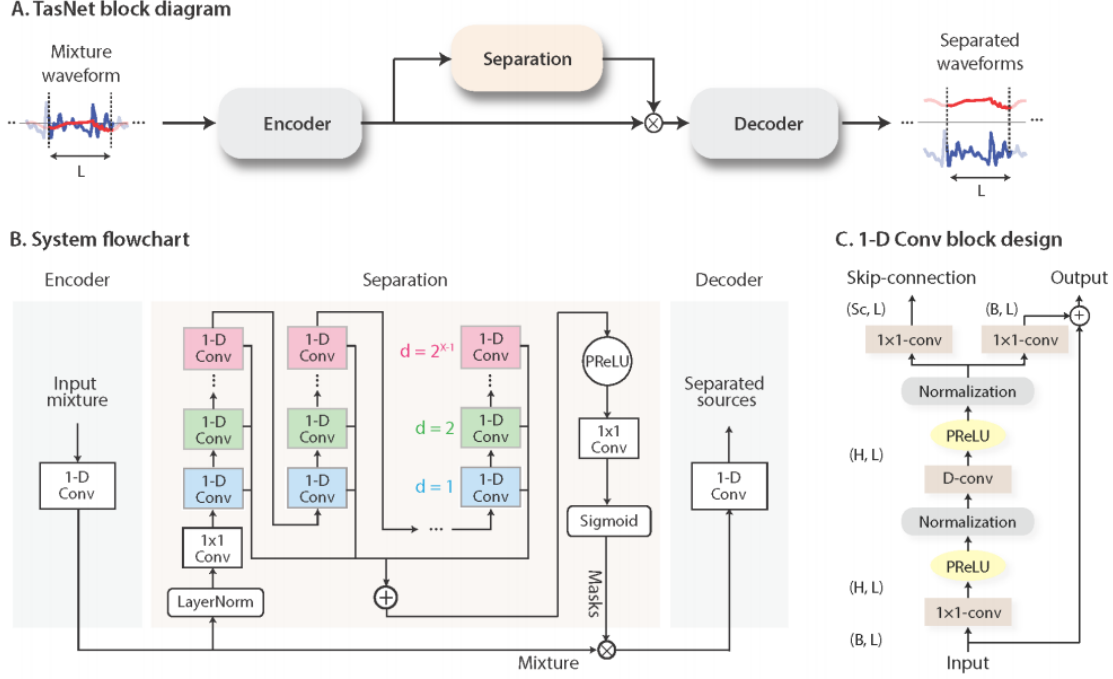 A. TasNet block diagram
Mixture
waveform
...
...
L
Encoder
Separation
Decoder
Separated
waveforms
...
...
L
B. System flowchart
Encoder
Separation
Decoder
Input
mixture
1-D
Conv
1-D
Conv
...
1-D
Conv
1-D
Conv
1x1
Conv
LayerNorm
1-D
Conv
...
1-D
Conv
1-D
Conv
...
d = 2^{X-1}
d = 2
d = 1
1-D
Conv
...
1-D
Conv
1-D
Conv
PReLU
1x1
Conv
Sigmoid
Masks
Mixture
Separated
sources
1-D
Conv
C. 1-D Conv block design
Skip-connection
Output
(Sc, L)
(B, L)
1×1-conv
1×1-conv
Normalization
PReLU
(H, L)
D-conv
Normalization
PReLU
(H, L)
1×1-conv
(B, L)
Input